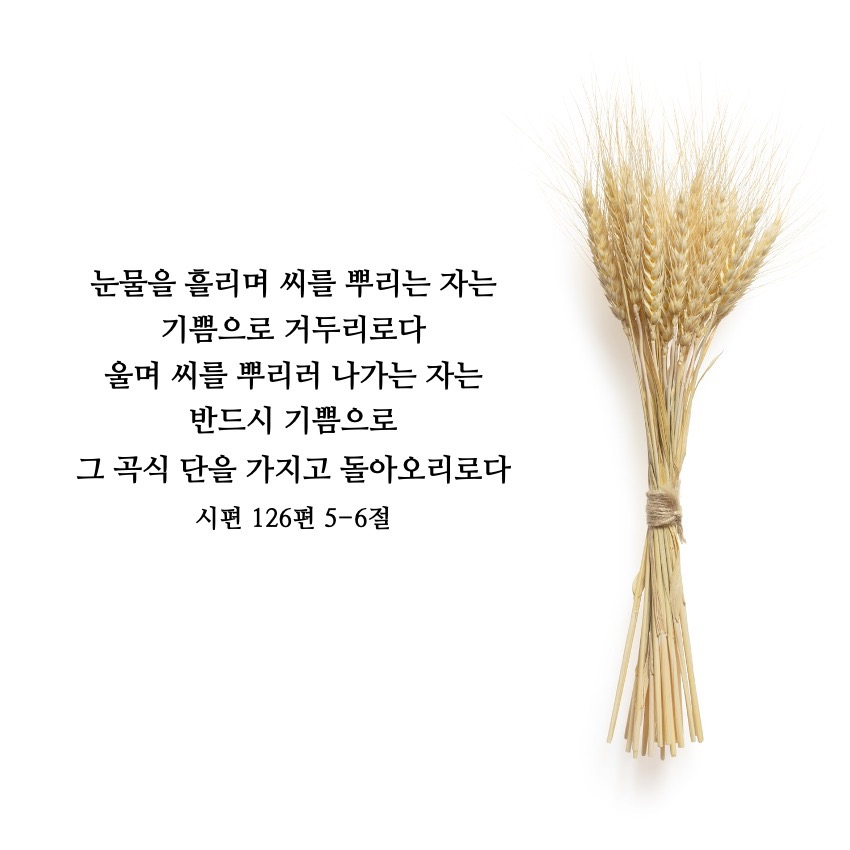 눈물을 흘리며 씨를 뿌리는 자는
기쁨으로 거두리로다
울며 씨를 뿌리러 나가는 자는
반드시 기쁨으로
그 곡식 단을 가지고 돌아오리로다
시편 126편 5-6절